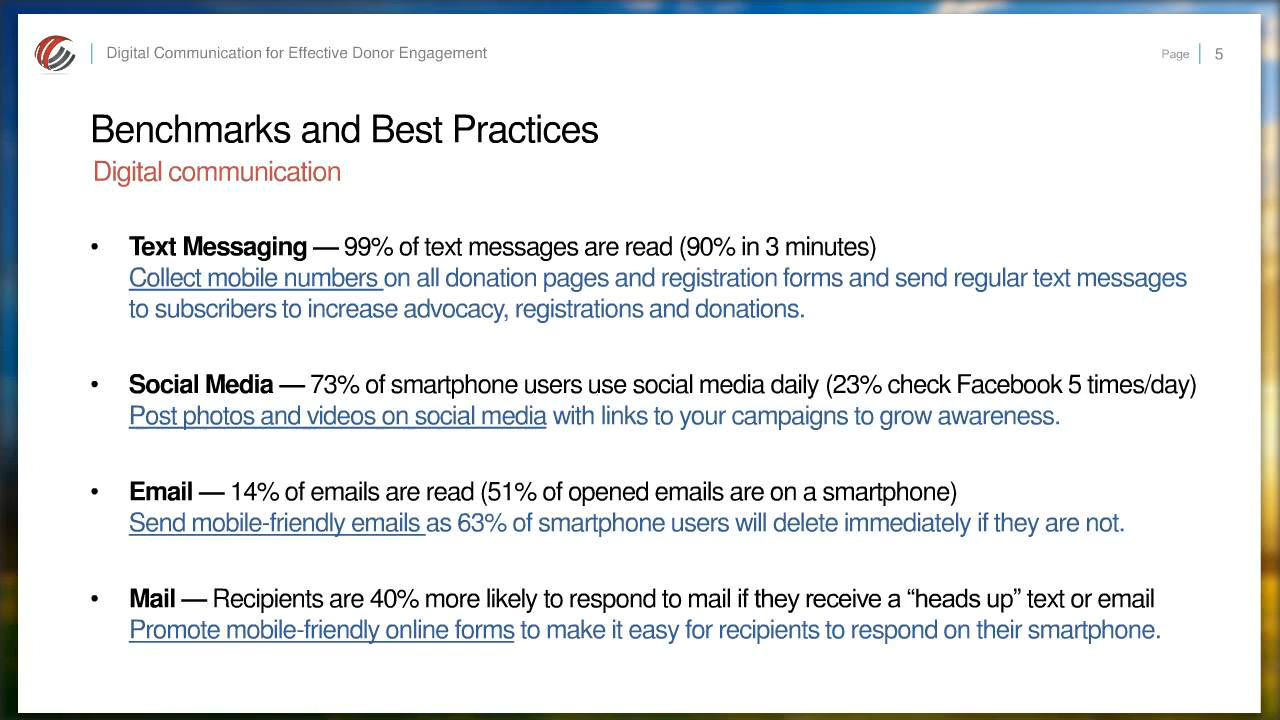 Digital Communication for Effective Donor Engagement
Page 5
Benchmarks and Best Practices
Digital communication
• Text Messaging — 99% of text messages are read (90% in 3 minutes)
Collect mobile numbers on all donation pages and registration forms and send regular text messages
to subscribers to increase advocacy, registrations and donations.
• Social Media — 73% of smartphone users use social media daily (23% check Facebook 5 times/day)
Post photos and videos on social media with links to your campaigns to grow awareness.
• Email — 14% of emails are read (51% of opened emails are on a smartphone)
Send mobile-friendly emails as 63% of smartphone users will delete immediately if they are not.
• Mail — Recipients are 40% more likely to respond to mail if they receive a “heads up” text or email
Promote mobile-friendly online forms to make it easy for recipients to respond on their smartphone.